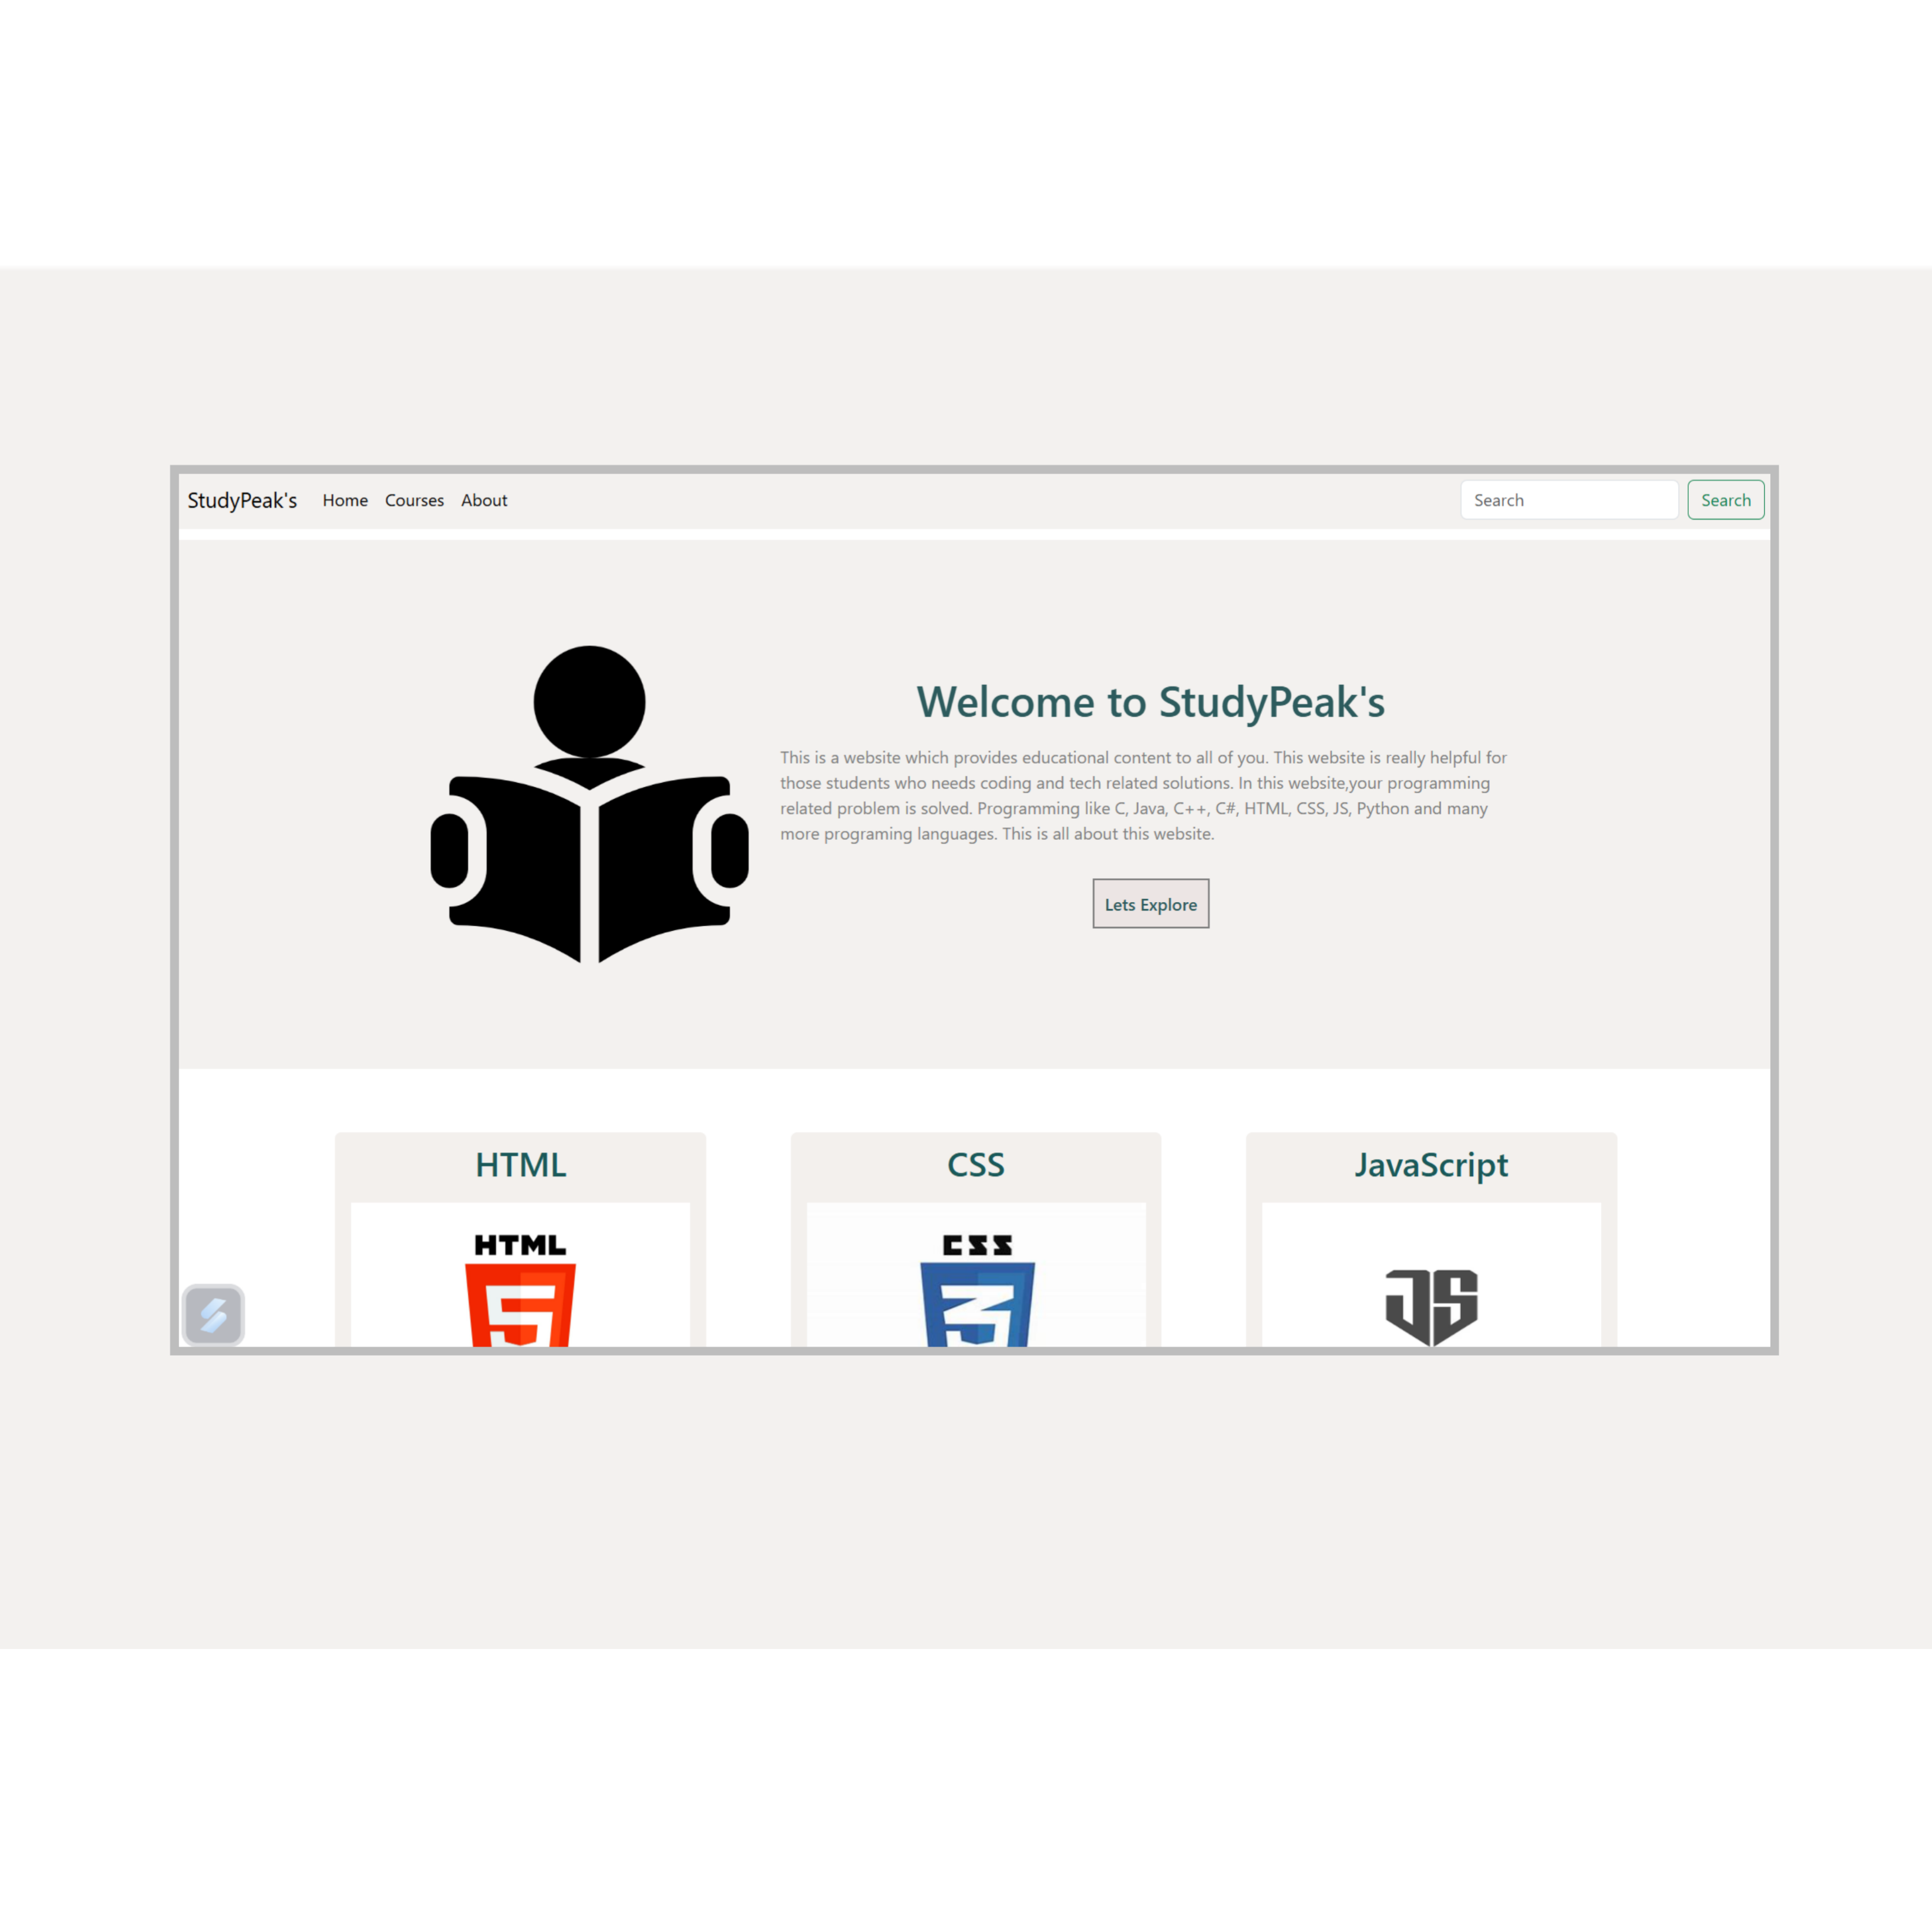 StudyPeak's Home Courses About Search Search
Welcome to StudyPeak's
This is a website which provides educational content to all of you. This website is really helpful for
those students who needs coding and tech related solutions. In this website,your programming
related problem is solved. Programming like C, Java, C++, C#, HTML, CSS, JS, Python and many
more programing languages. This is all about this website.
Lets Explore
HTML CSS JavaScript
HTML CSS
5 3 JS